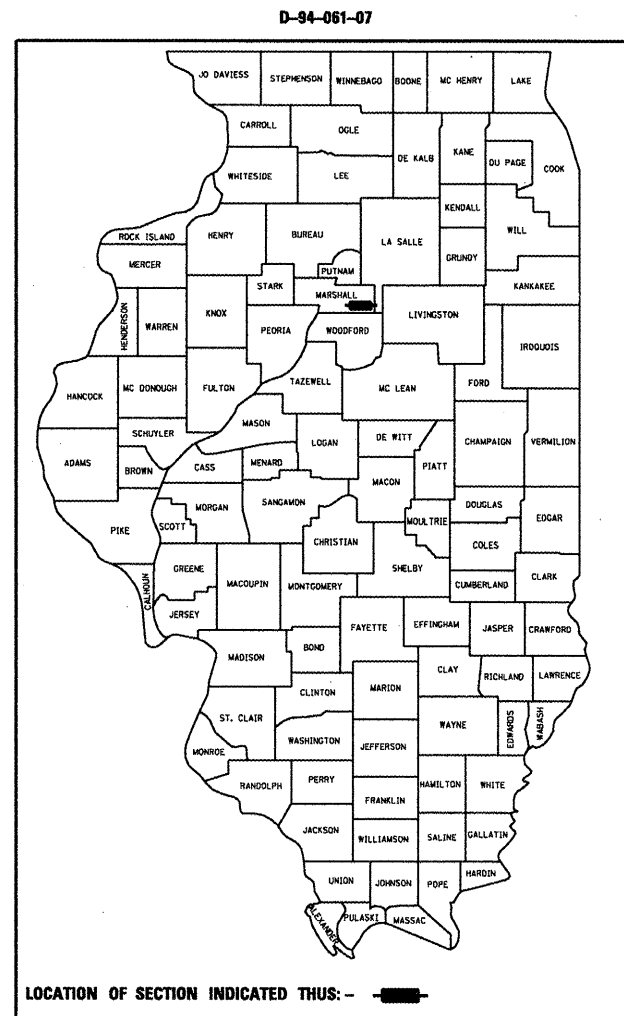 D-94-061-07
JO DAVIESS STEPHENSON WINNEBAGO BOONE MC HENRY LAKE
CARROLL OGLE DE KALB KANE DU PAGE COOK
WHITESIDE LEE
KENDALL WILL
ROCK ISLAND HENRY BUREAU LA SALLE
MERCER PUTNAM GRUNDY
STARK MARSHALL KANKAKEE
HENDERSON WARREN KNOX PEORIA WOODFORD LIVINGSTON IROQUOIS
HANCOCK MC DONOUGH FULTON TAZEWELL MC LEAN FORD
MASON
SCHUYLER LOGAN DE WITT CHAMPAIGN VERMILION
ADAMS BROWN CASS MENARD PIATT
MACON
MORGAN SANGAMON DOUGLAS
PIKE SCOTT MOULTRIE EDGAR
CHRISTIAN COLES
GREENE SHELBY
CALHOUN MACOUPIN MONTGOMERY CUMBERLAND CLARK
JERSEY
FAYETTE EFFINGHAM JASPER CRAWFORD
MADISON BOND
CLAY RICHLAND LAWRENCE
CLINTON MARION
ST. CLAIR WAYNE EDWARDS WABASH
WASHINGTON JEFFERSON
MONROE
RANDOLPH PERRY HAMILTON WHITE
FRANKLIN
JACKSON WILLIAMSON SALINE GALLATIN
UNION JOHNSON POPE HARDIN
ALEXANDER PULASKI MASSAC
LOCATION OF SECTION INDICATED THUS: -